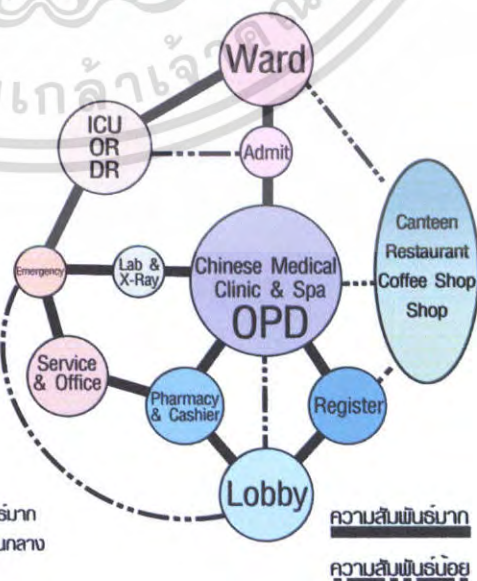 Ward
ICU
OR
DR
Admit
Canteen
Restaurant
Coffee Shop
Shop
Emergency
Lab &
X-Ray
Chinese Medical
Clinic & Spa
OPD
Service
& Office
Pharmacy
& Cashier
Register
Lobby
ความสัมพันธ์มาก
ความสัมพันธ์น้อย